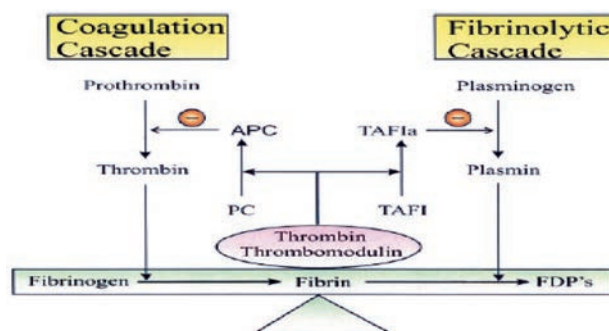 Coagulation
Cascade
Fibrinolytic
Cascade
Prothrombin
Plasminogen
APC
TAFIa
Thrombin
Plasmin
PC
TAFI
Thrombin
Thrombomodulin
Fibrinogen
Fibrin
FDP's